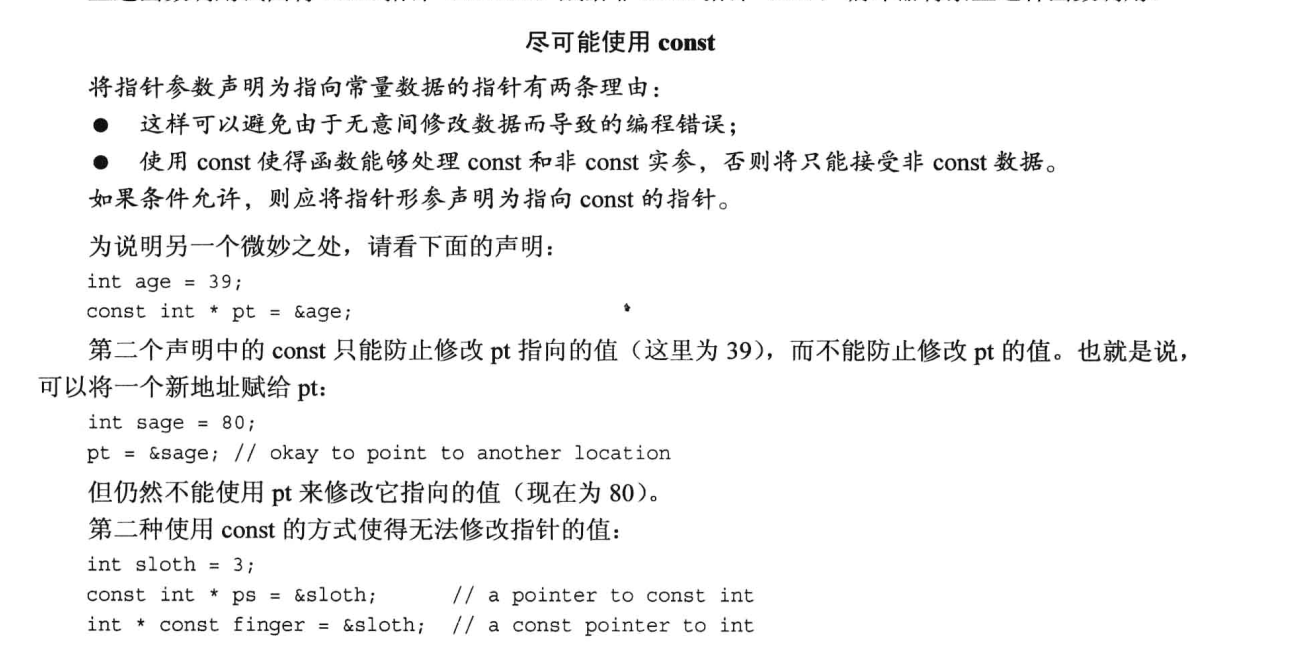 尽可能使用 const
将指针参数声明为指向常量数据的指针有两条理由：
● 这样可以避免由于无意间修改数据而导致的编程错误；
● 使用 const 使得函数能够处理 const 和非 const 实参，否则将只能接受非 const 数据。
如果条件允许，则应将指针形参声明为指向 const 的指针。
为说明另一个微妙之处，请看下面的声明：
int age = 39;
const int * pt = &age;
第二个声明中的 const 只能防止修改 pt 指向的值（这里为 39），而不能防止修改 pt 的值。也就是说，
可以将一个新地址赋给 pt：
int sage = 80;
pt = &sage; // okay to point to another location
但仍然不能使用 pt 来修改它指向的值（现在为 80）。
第二种使用 const 的方式使得无法修改指针的值：
int sloth = 3;
const int * ps = &sloth; // a pointer to const int
int * const finger = &sloth; // a const pointer to int